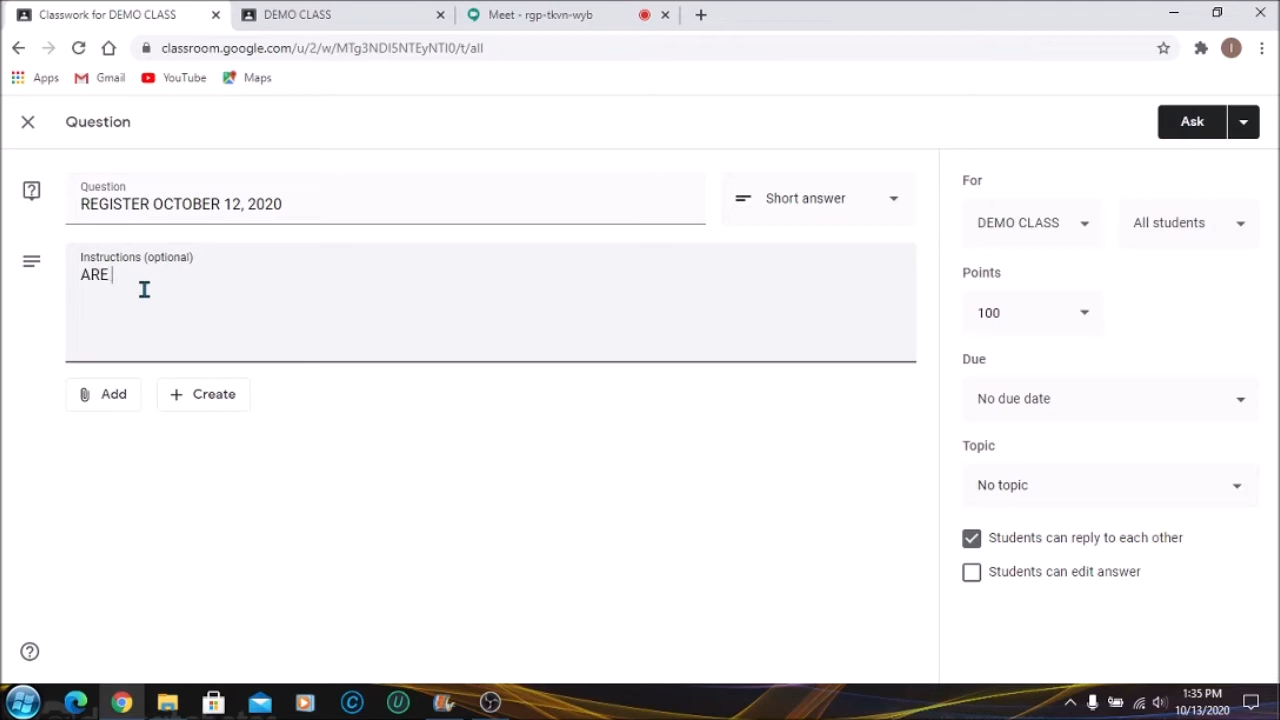 Classwork for DEMO CLASS
DEMO CLASS
Meet - rgp-tkvn-wyb
classroom.google.com/u/2/w/MTg3NDI5NTEyNTI0/t/all
I
Apps
Gmail
YouTube
Maps
Question
Ask
Question
REGISTER OCTOBER 12, 2020
Short answer
Instructions (optional)
ARE
Add
Create
For
DEMO CLASS
All students
Points
100
Due
No due date
Topic
No topic
Students can reply to each other
Students can edit answer
1:35 PM
10/13/2020